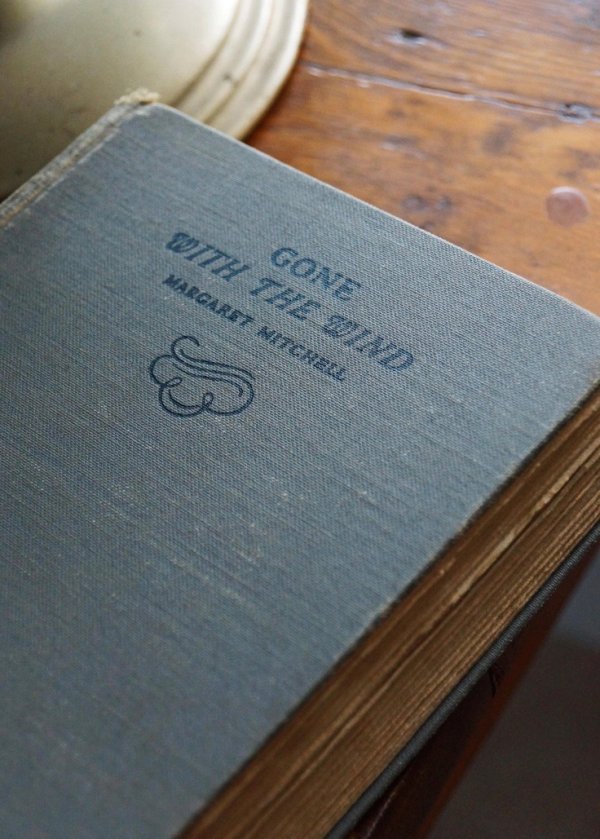 GONE
WITH THE WIND
MARGARET MITCHELL